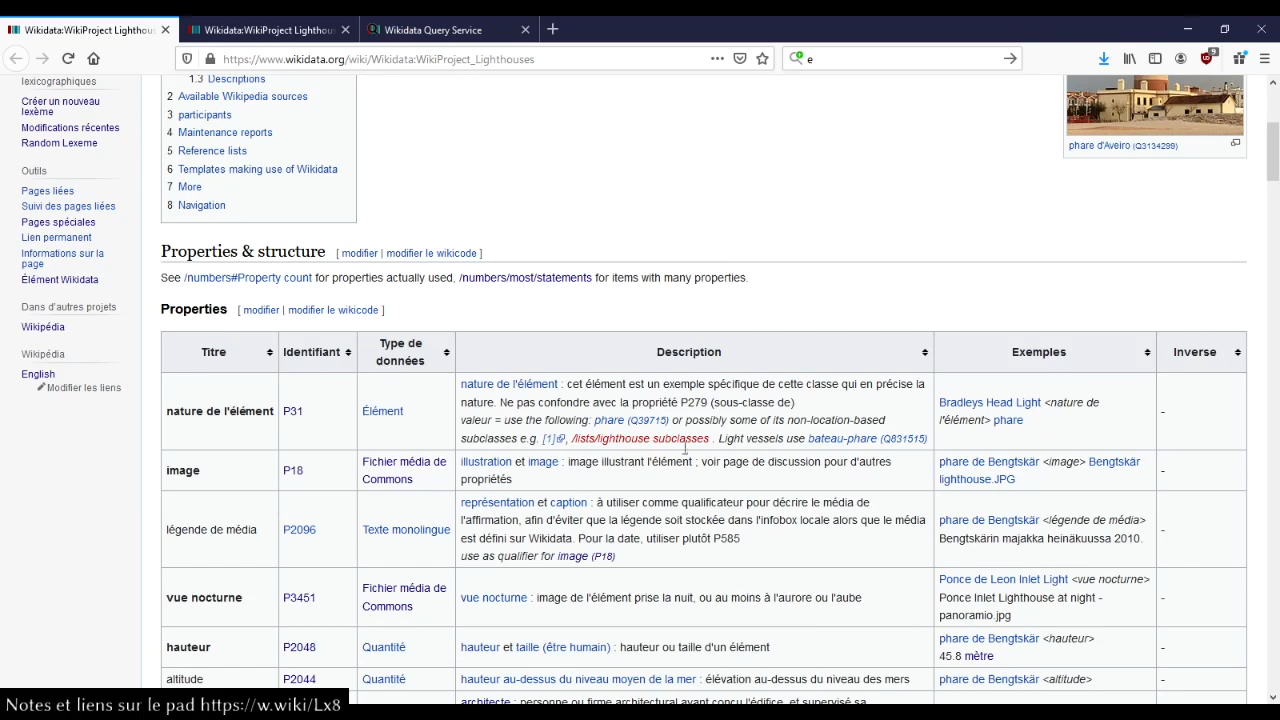 Wikidata:WikiProject Lighthous
Wikidata:WikiProject Lighthous
Wikidata Query Service
https://www.wikidata.org/wiki/Wikidata:WikiProject_Lighthouses
e
9
lexicographiques
Créer un nouveau
lexème
Modifications récentes
Random Lexeme
Outils
Pages liées
Suivi des pages liées
Pages spéciales
Lien permanent
Informations sur la
page
Élément Wikidata
Dans d'autres projets
Wikipédia
Wikipédia
English
Modifier les liens
1.3 Descriptions
2 Available Wikipedia sources
3 participants
4 Maintenance reports
5 Reference lists
6 Templates making use of Wikidata
7 More
8 Navigation
phare d'Aveiro (Q3134299)
Properties & structure [ modifier | modifier le wikicode ]
See /numbers#Property count for properties actually used, /numbers/most/statements for items with many properties.
Properties [ modifier | modifier le wikicode ]
Titre Identifiant Type de données Description Exemples Inverse
nature de l'élément P31 Élément
nature de l'élément : cet élément est un exemple spécifique de cette classe qui en précise la
nature. Ne pas confondre avec la propriété P279 (sous-classe de)
valeur = use the following: phare (Q39715) or possibly some of its non-location-based
subclasses e.g. [1], /lists/lighthouse subclasses . Light vessels use bateau-phare (Q831515)
Bradleys Head Light <nature de
l'élément> phare
-
image P18
Fichier média de
Commons
illustration et image : image illustrant l'élément ; voir page de discussion pour d'autres
propriétés
phare de Bengtskär <image> Bengtskär
lighthouse.JPG
-
légende de média P2096 Texte monolingue
représentation et caption : à utiliser comme qualificateur pour décrire le média de
l'affirmation, afin d'éviter que la légende soit stockée dans l'infobox locale alors que le média
est défini sur Wikidata. Pour la date, utiliser plutôt P585
use as qualifier for image (P18)
phare de Bengtskär <légende de média>
Bengtskärin majakka heinäkuussa 2010.
-
vue nocturne P3451
Fichier média de
Commons
vue nocturne : image de l'élément prise la nuit, ou au moins à l'aurore ou l'aube
Ponce de Leon Inlet Light <vue nocturne>
Ponce Inlet Lighthouse at night -
panoramio.jpg
-
hauteur P2048 Quantité hauteur et taille (être humain) : hauteur ou taille d'un élément
phare de Bengtskär <hauteur>
45.8 mètre
-
altitude P2044 Quantité hauteur au-dessus du niveau moyen de la mer : élévation au-dessus du niveau des mers phare de Bengtskär <altitude> -
architecte : personne ou firme architectural ayant conçu l'édifice, et supervisé sa
Notes et liens sur le pad https://w.wiki/Lx8